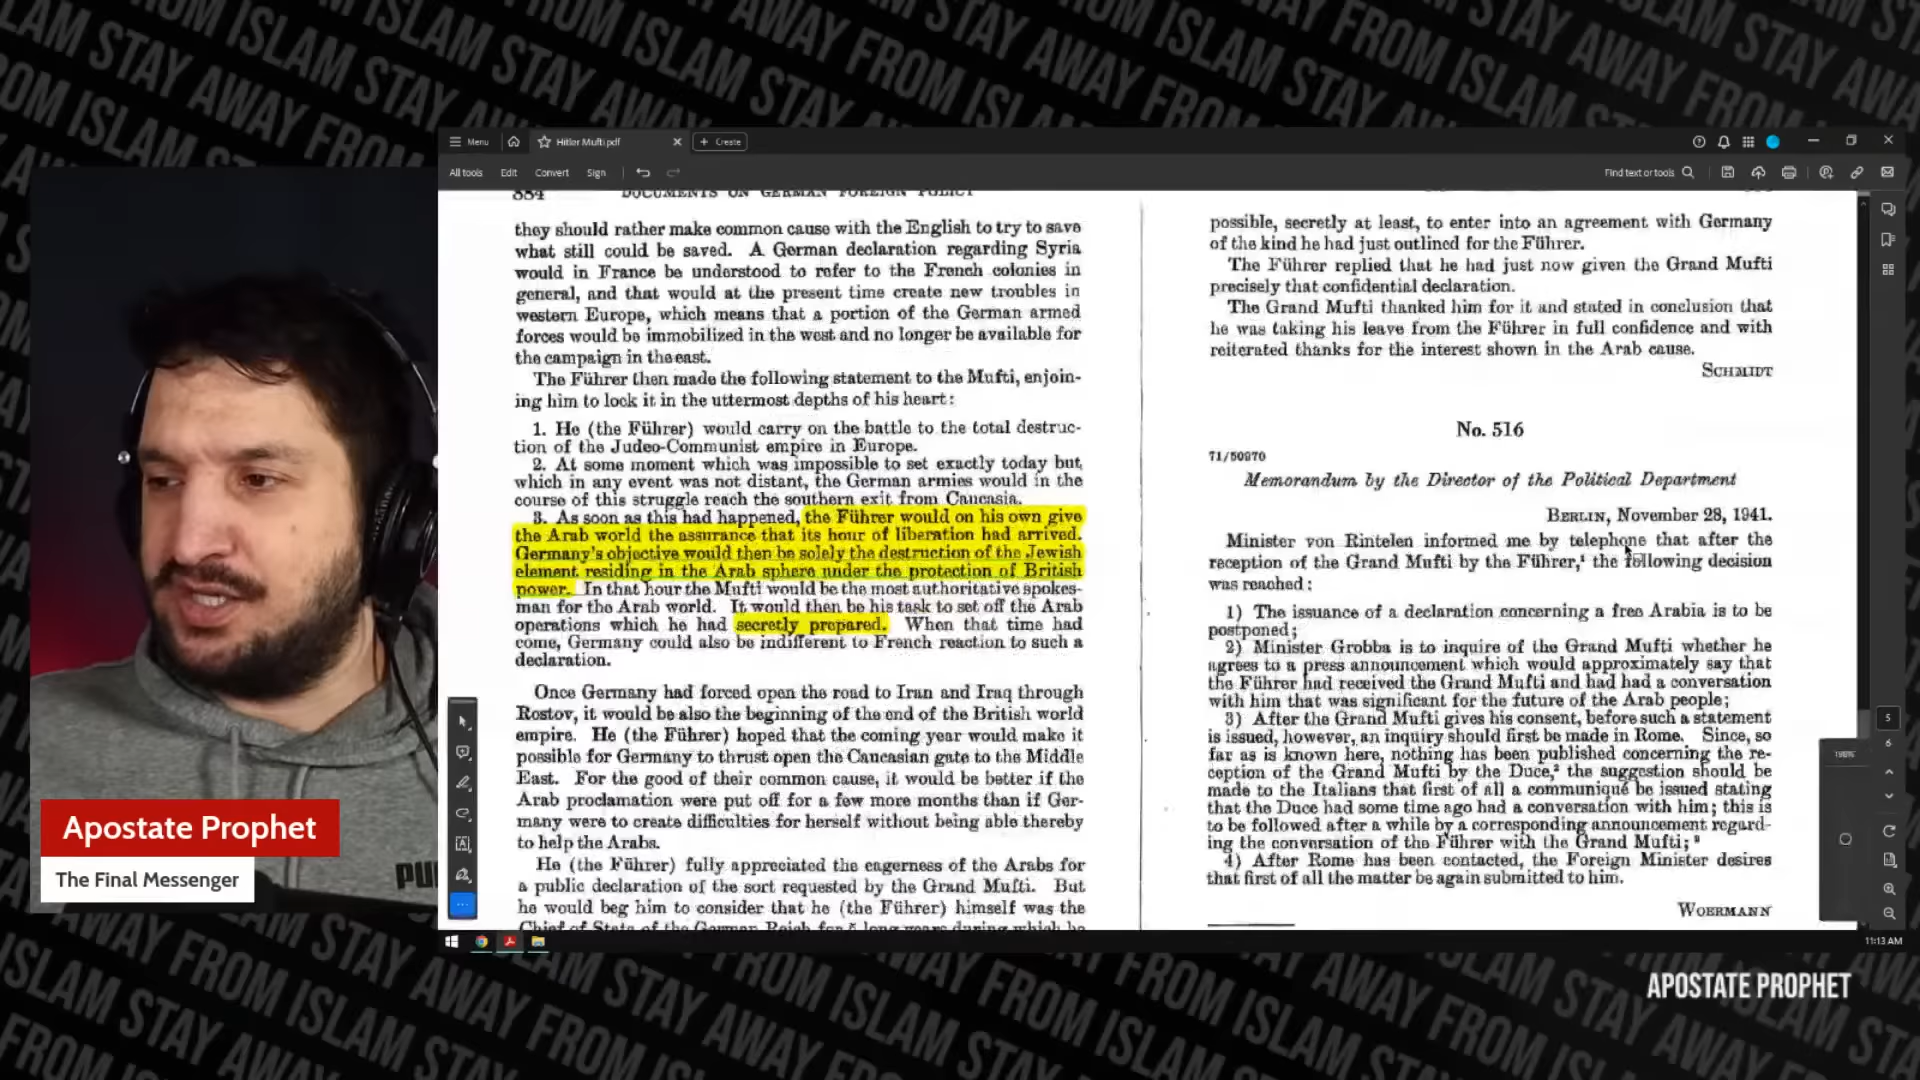 Menu
Hitler Mufti.pdf
Create
All tools
Edit
Convert
Sign
Find text or tools
884 DOCUMENTS ON GERMAN FOREIGN POLICY
they should rather make common cause with the English to try to save
what still could be saved. A German declaration regarding Syria
would in France be understood to refer to the French colonies in
general, and that would at the present time create new troubles in
western Europe, which means that a portion of the German armed
forces would be immobilized in the west and no longer be available for
the campaign in the east.
The Führer then made the following statement to the Mufti, enjoin-
ing him to lock it in the uttermost depths of his heart:
1. He (the Führer) would carry on the battle to the total destruc-
tion of the Judeo-Communist empire in Europe.
2. At some moment which was impossible to set exactly today but
which in any event was not distant, the German armies would in the
course of this struggle reach the southern exit from Caucasia.
3. As soon as this had happened, the Führer would on his own give
the Arab world the assurance that its hour of liberation had arrived.
Germany's objective would then be solely the destruction of the Jewish
element residing in the Arab sphere under the protection of British
power. In that hour the Mufti would be the most authoritative spokes-
man for the Arab world. It would then be his task to set off the Arab
operations which he had secretly prepared. When that time had
come, Germany could also be indifferent to French reaction to such a
declaration.
Once Germany had forced open the road to Iran and Iraq through
Rostov, it would be also the beginning of the end of the British world
empire. He (the Führer) hoped that the coming year would make it
possible for Germany to thrust open the Caucasian gate to the Middle
East. For the good of their common cause, it would be better if the
Arab proclamation were put off for a few more months than if Ger-
many were to create difficulties for herself without being able thereby
to help the Arabs.
He (the Führer) fully appreciated the eagerness of the Arabs for
a public declaration of the sort requested by the Grand Mufti. But
he would beg him to consider that he (the Führer) himself was the
Chief of State of the German Reich for 5 long years during which he
possible, secretly at least, to enter into an agreement with Germany
of the kind he had just outlined for the Führer.
The Führer replied that he had just now given the Grand Mufti
precisely that confidential declaration.
The Grand Mufti thanked him for it and stated in conclusion that
he was taking his leave from the Führer in full confidence and with
reiterated thanks for the interest shown in the Arab cause.
SCHMIDT
No. 516
71/50970
Memorandum by the Director of the Political Department
BERLIN, November 28, 1941.
Minister von Rintelen informed me by telephone that after the
reception of the Grand Mufti by the Führer,¹ the following decision
was reached:
1) The issuance of a declaration concerning a free Arabia is to be
postponed;
2) Minister Grobba is to inquire of the Grand Mufti whether he
agrees to a press announcement which would approximately say that
the Führer had received the Grand Mufti and had had a conversation
with him that was significant for the future of the Arab people;
3) After the Grand Mufti gives his consent, before such a statement
is issued, however, an inquiry should first be made in Rome. Since, so
far as is known here, nothing has been published concerning the re-
ception of the Grand Mufti by the Duce,² the suggestion should be
made to the Italians that first of all a communiqué be issued stating
that the Duce had some time ago had a conversation with him; this is
to be followed after a while by a corresponding announcement regard-
ing the conversation of the Führer with the Grand Mufti;³
4) After Rome has been contacted, the Foreign Minister desires
that first of all the matter be again submitted to him.
WOERMANN
5
6
11:13 AM
Apostate Prophet
The Final Messenger
APOSTATE PROPHET
STAY AWAY FROM ISLAM